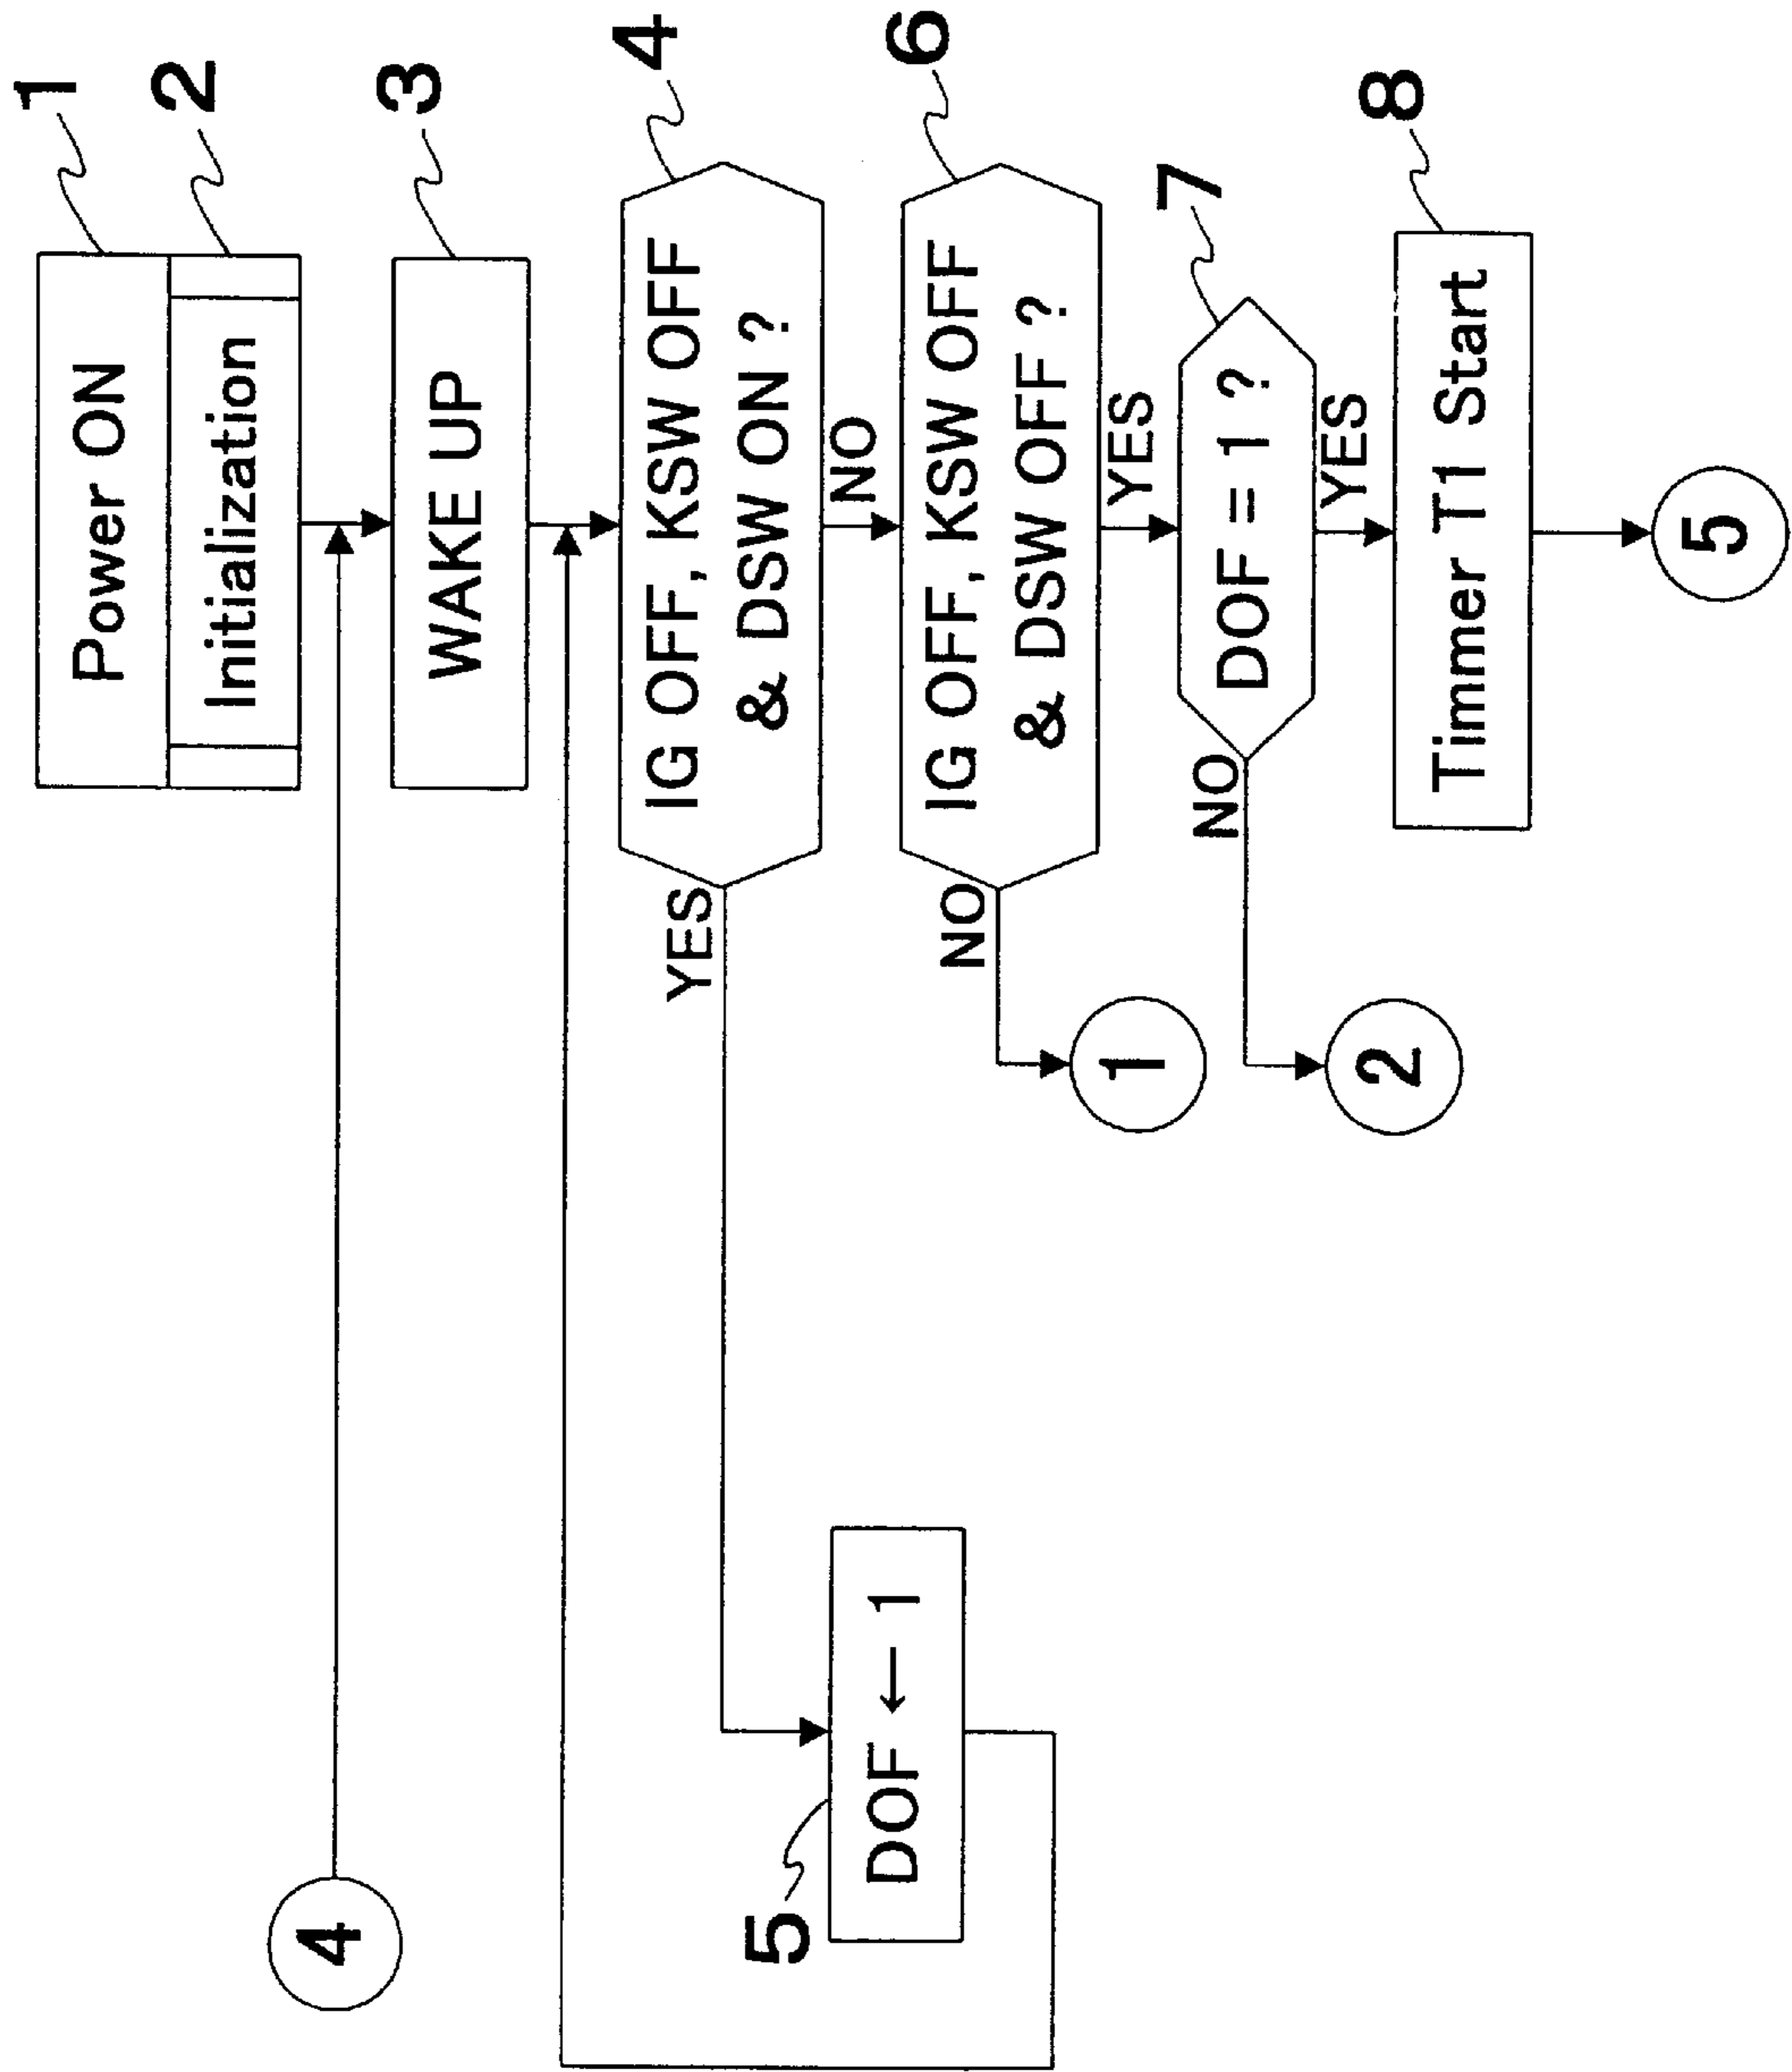 1
Power ON
2
Initialization
4
3
WAKE UP
4
IG OFF, KSW OFF
& DSW ON ?
YES
NO
5
DOF ← 1
6
IG OFF, KSW OFF
& DSW OFF ?
NO
YES
1
7
DOF = 1 ?
NO
YES
2
8
Timmer T1 Start
5